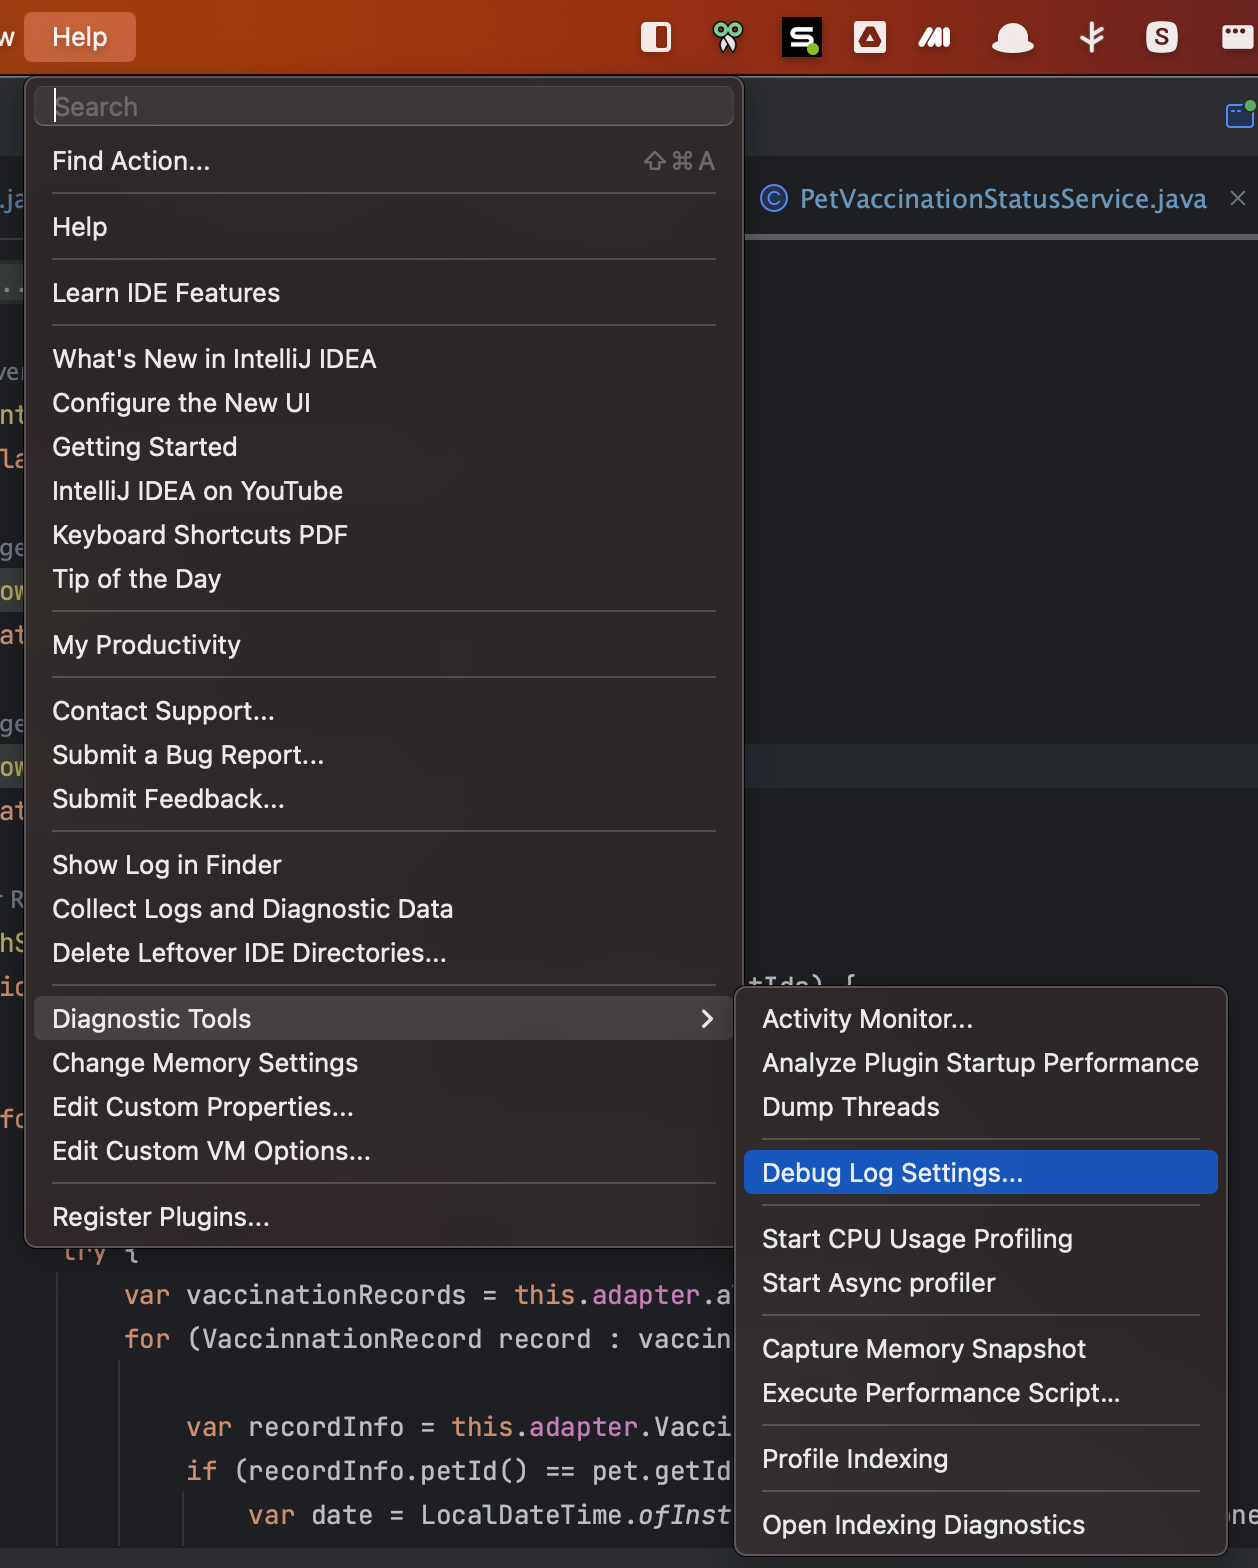 w Help
Search
Find Action... ⇧⌘A
PetVaccinationStatusService.java
Help
Learn IDE Features
What's New in IntelliJ IDEA
Configure the New UI
Getting Started
IntelliJ IDEA on YouTube
Keyboard Shortcuts PDF
Tip of the Day
My Productivity
Contact Support...
Submit a Bug Report...
Submit Feedback...
Show Log in Finder
Collect Logs and Diagnostic Data
Delete Leftover IDE Directories...
Diagnostic Tools
Change Memory Settings
Edit Custom Properties...
Edit Custom VM Options...
Register Plugins...
Activity Monitor...
Analyze Plugin Startup Performance
Dump Threads
Debug Log Settings...
Start CPU Usage Profiling
Start Async profiler
Capture Memory Snapshot
Execute Performance Script...
Profile Indexing
Open Indexing Diagnostics
try {
var vaccinationRecords = this.adapter.a
for (VaccinnationRecord record : vaccin
var recordInfo = this.adapter.Vacci
if (recordInfo.petId() == pet.getId
var date = LocalDateTime.ofInst